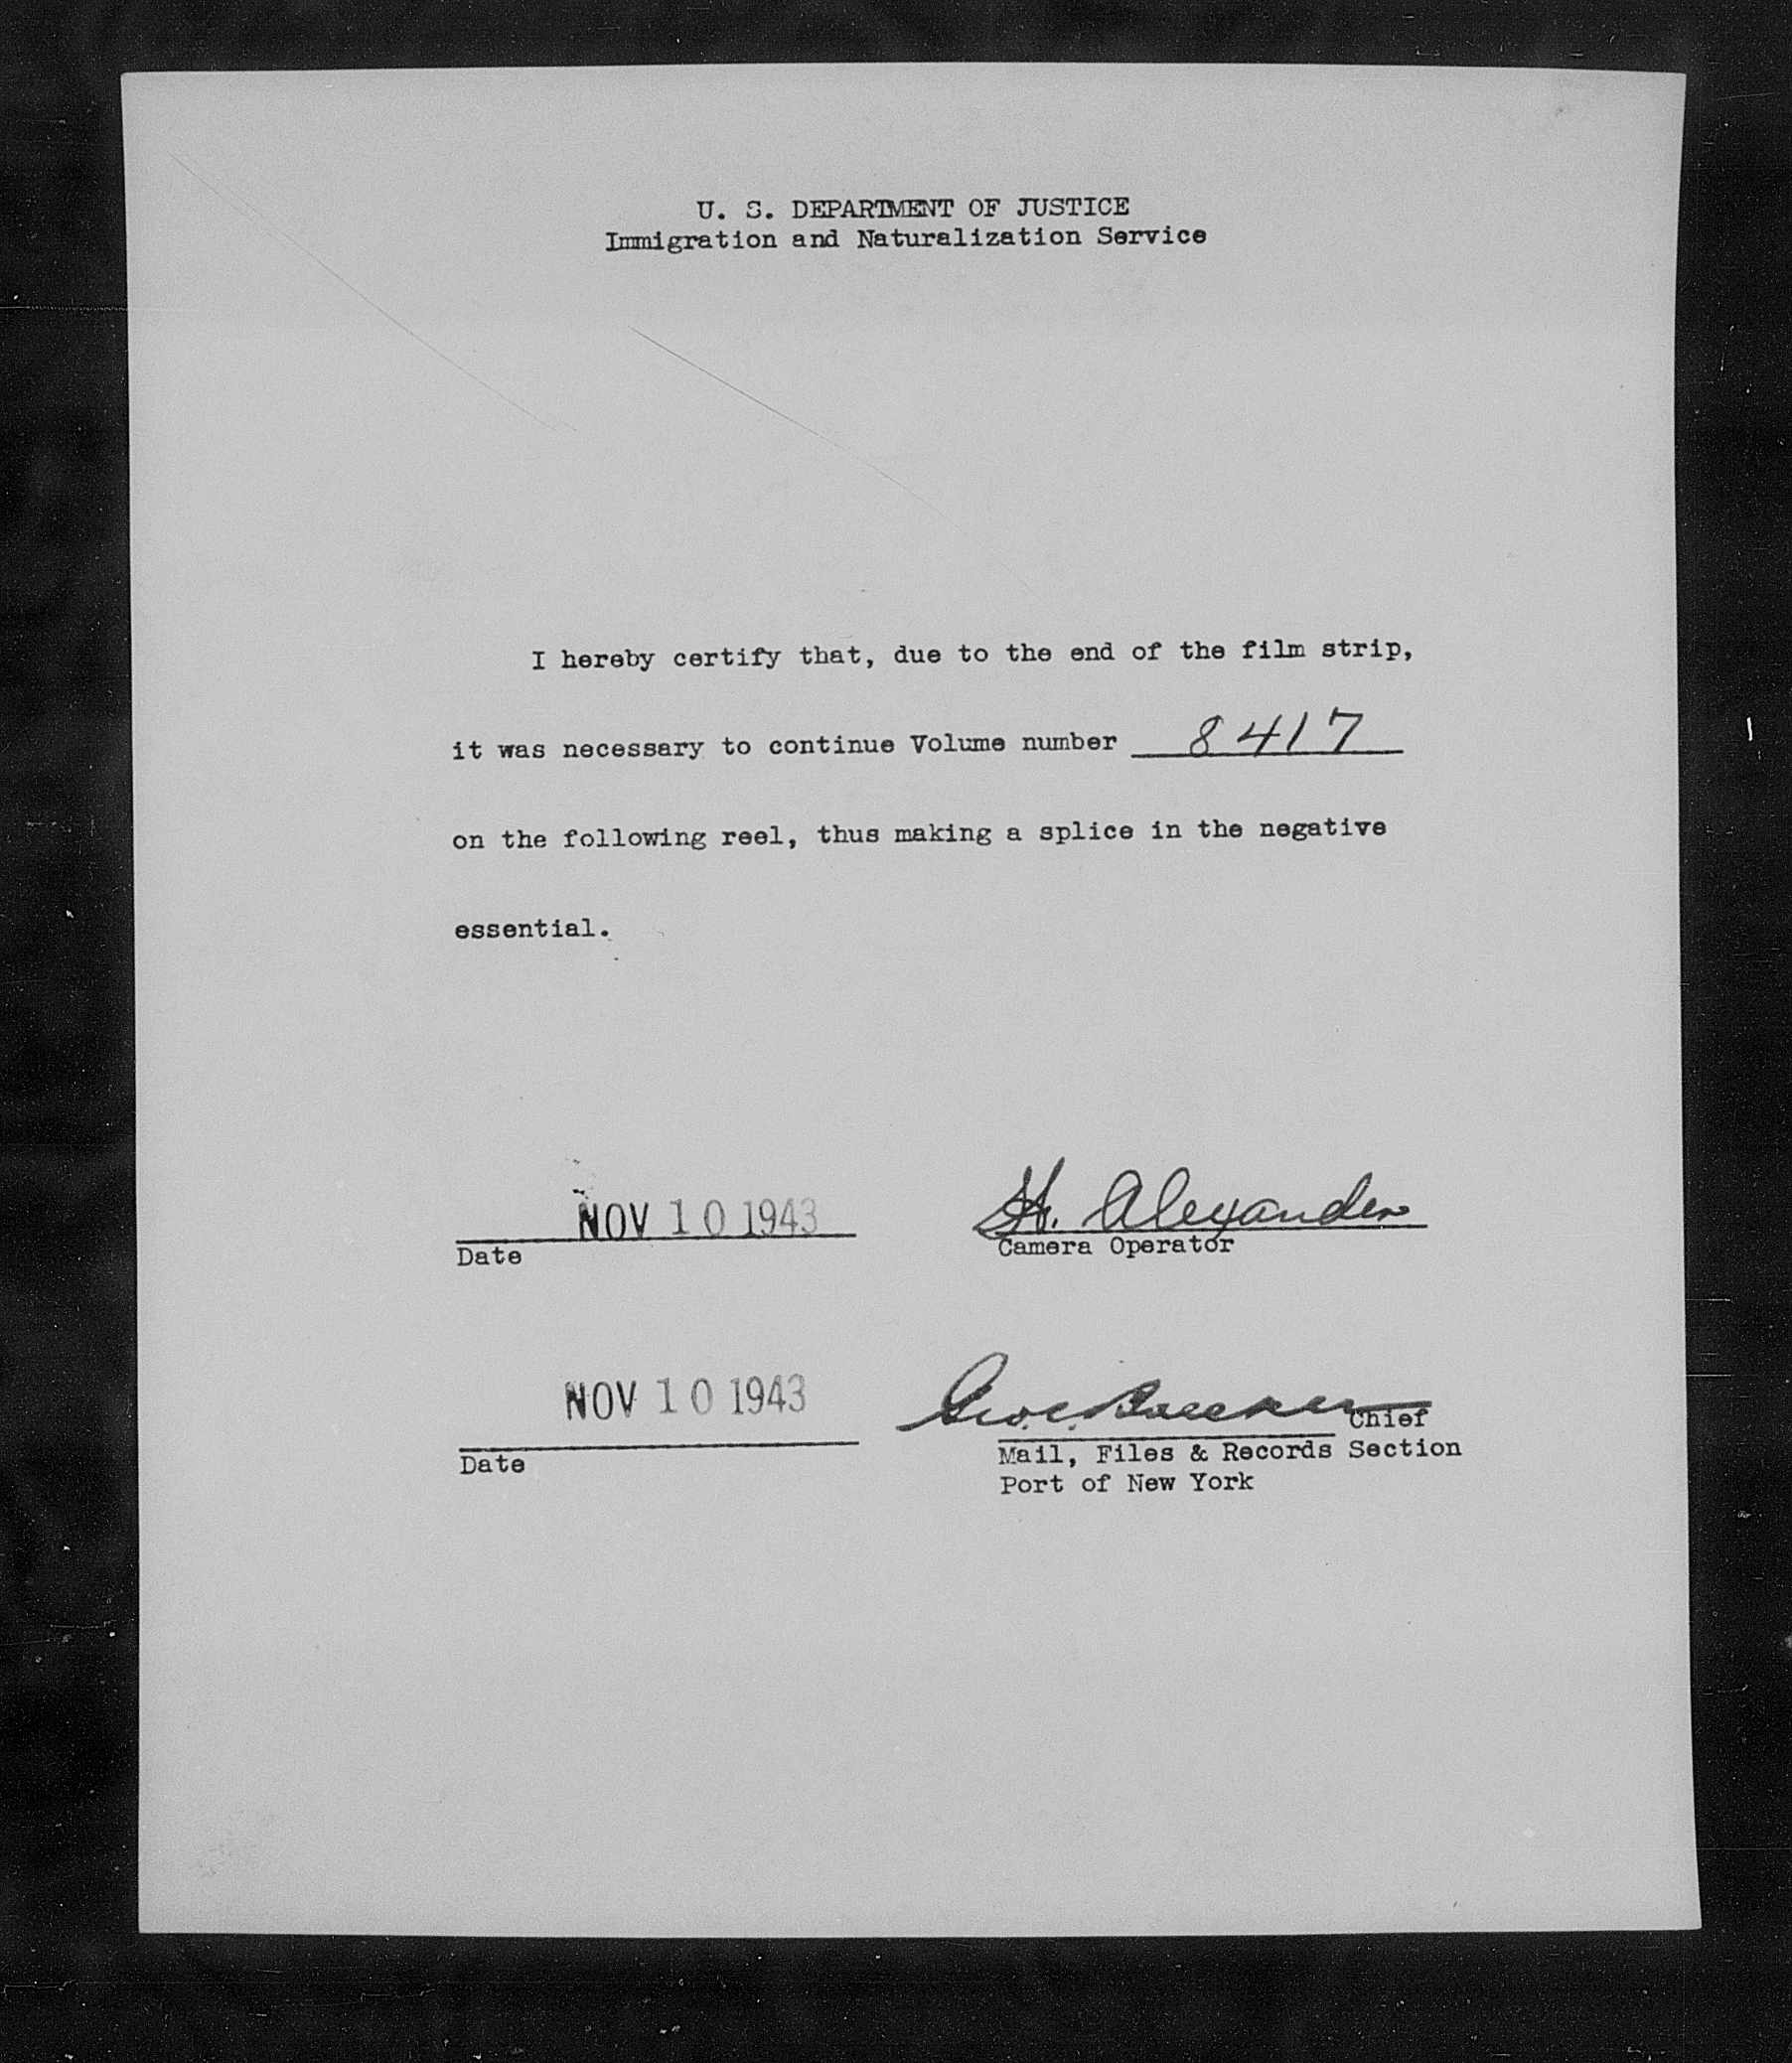 U. S. DEPARTMENT OF JUSTICE
Immigration and Naturalization Service
I hereby certify that, due to the end of the film strip,
it was necessary to continue Volume number 8417
on the following reel, thus making a splice in the negative
essential.
NOV 10 1943 H. Alexander
Date Camera Operator
NOV 10 1943 Geo. Chief
Date Mail, Files & Records Section
Port of New York